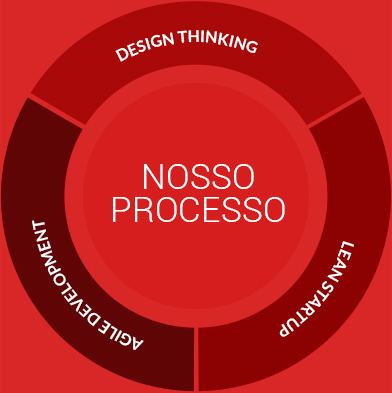 DESIGN THINKING
NOSSO
PROCESSO
LEAN STARTUP
AGILE DEVELOPMENT